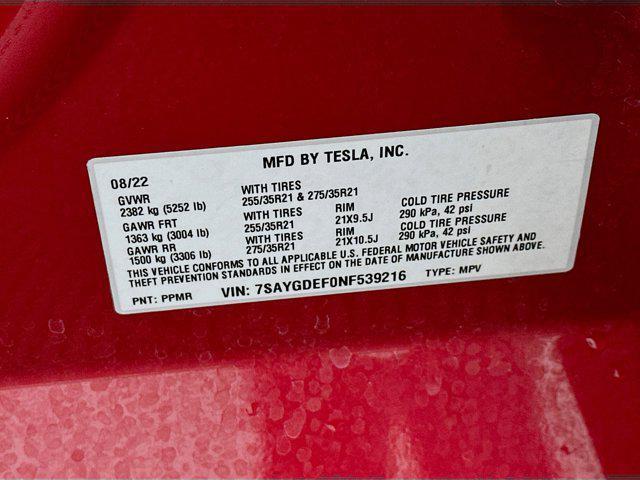 MFD BY TESLA, INC.
08/22
GVWR WITH TIRES
2382 kg (5252 lb) 255/35R21 & 275/35R21
GAWR FRT WITH TIRES RIM COLD TIRE PRESSURE
1363 kg (3004 lb) 255/35R21 21X9.5J 290 kPa, 42 psi
GAWR RR WITH TIRES RIM COLD TIRE PRESSURE
1500 kg (3306 lb) 275/35R21 21X10.5J 290 kPa, 42 psi
THIS VEHICLE CONFORMS TO ALL APPLICABLE U.S. FEDERAL MOTOR VEHICLE SAFETY AND
THEFT PREVENTION STANDARDS IN EFFECT ON THE DATE OF MANUFACTURE SHOWN ABOVE.
PNT: PPMR VIN: 7SAYGDEF0NF539216 TYPE: MPV